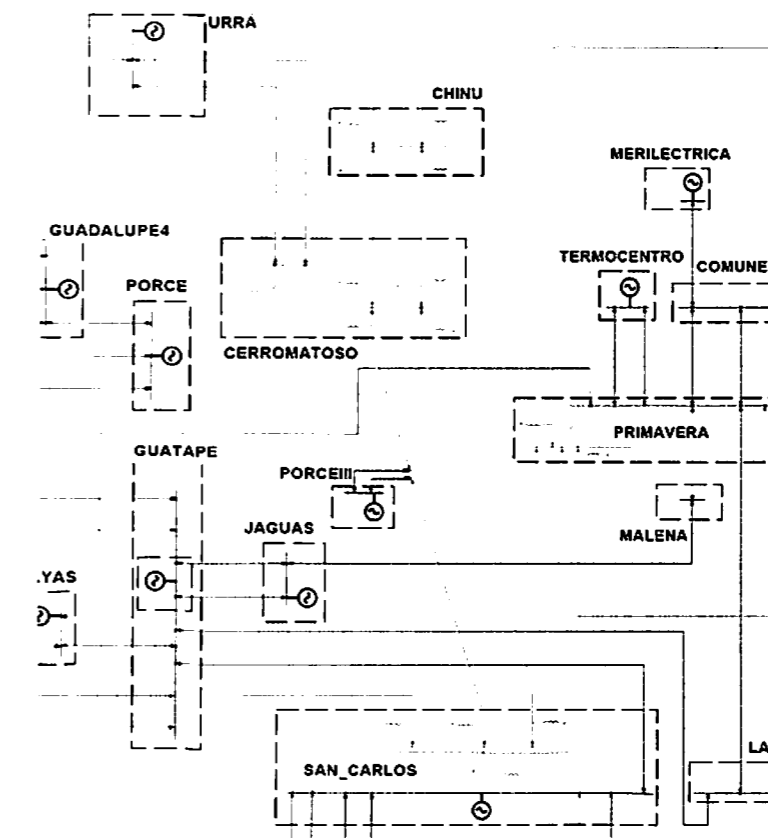 URRA
CHINU
MERILECTRICA
GUADALUPE4
TERMOCENTRO
COMUNE
PORCE
CERROMATOSO
PRIMAVERA
GUATAPE
PORCEIII
JAGUAS
MALENA
.YAS
SAN_CARLOS
LA